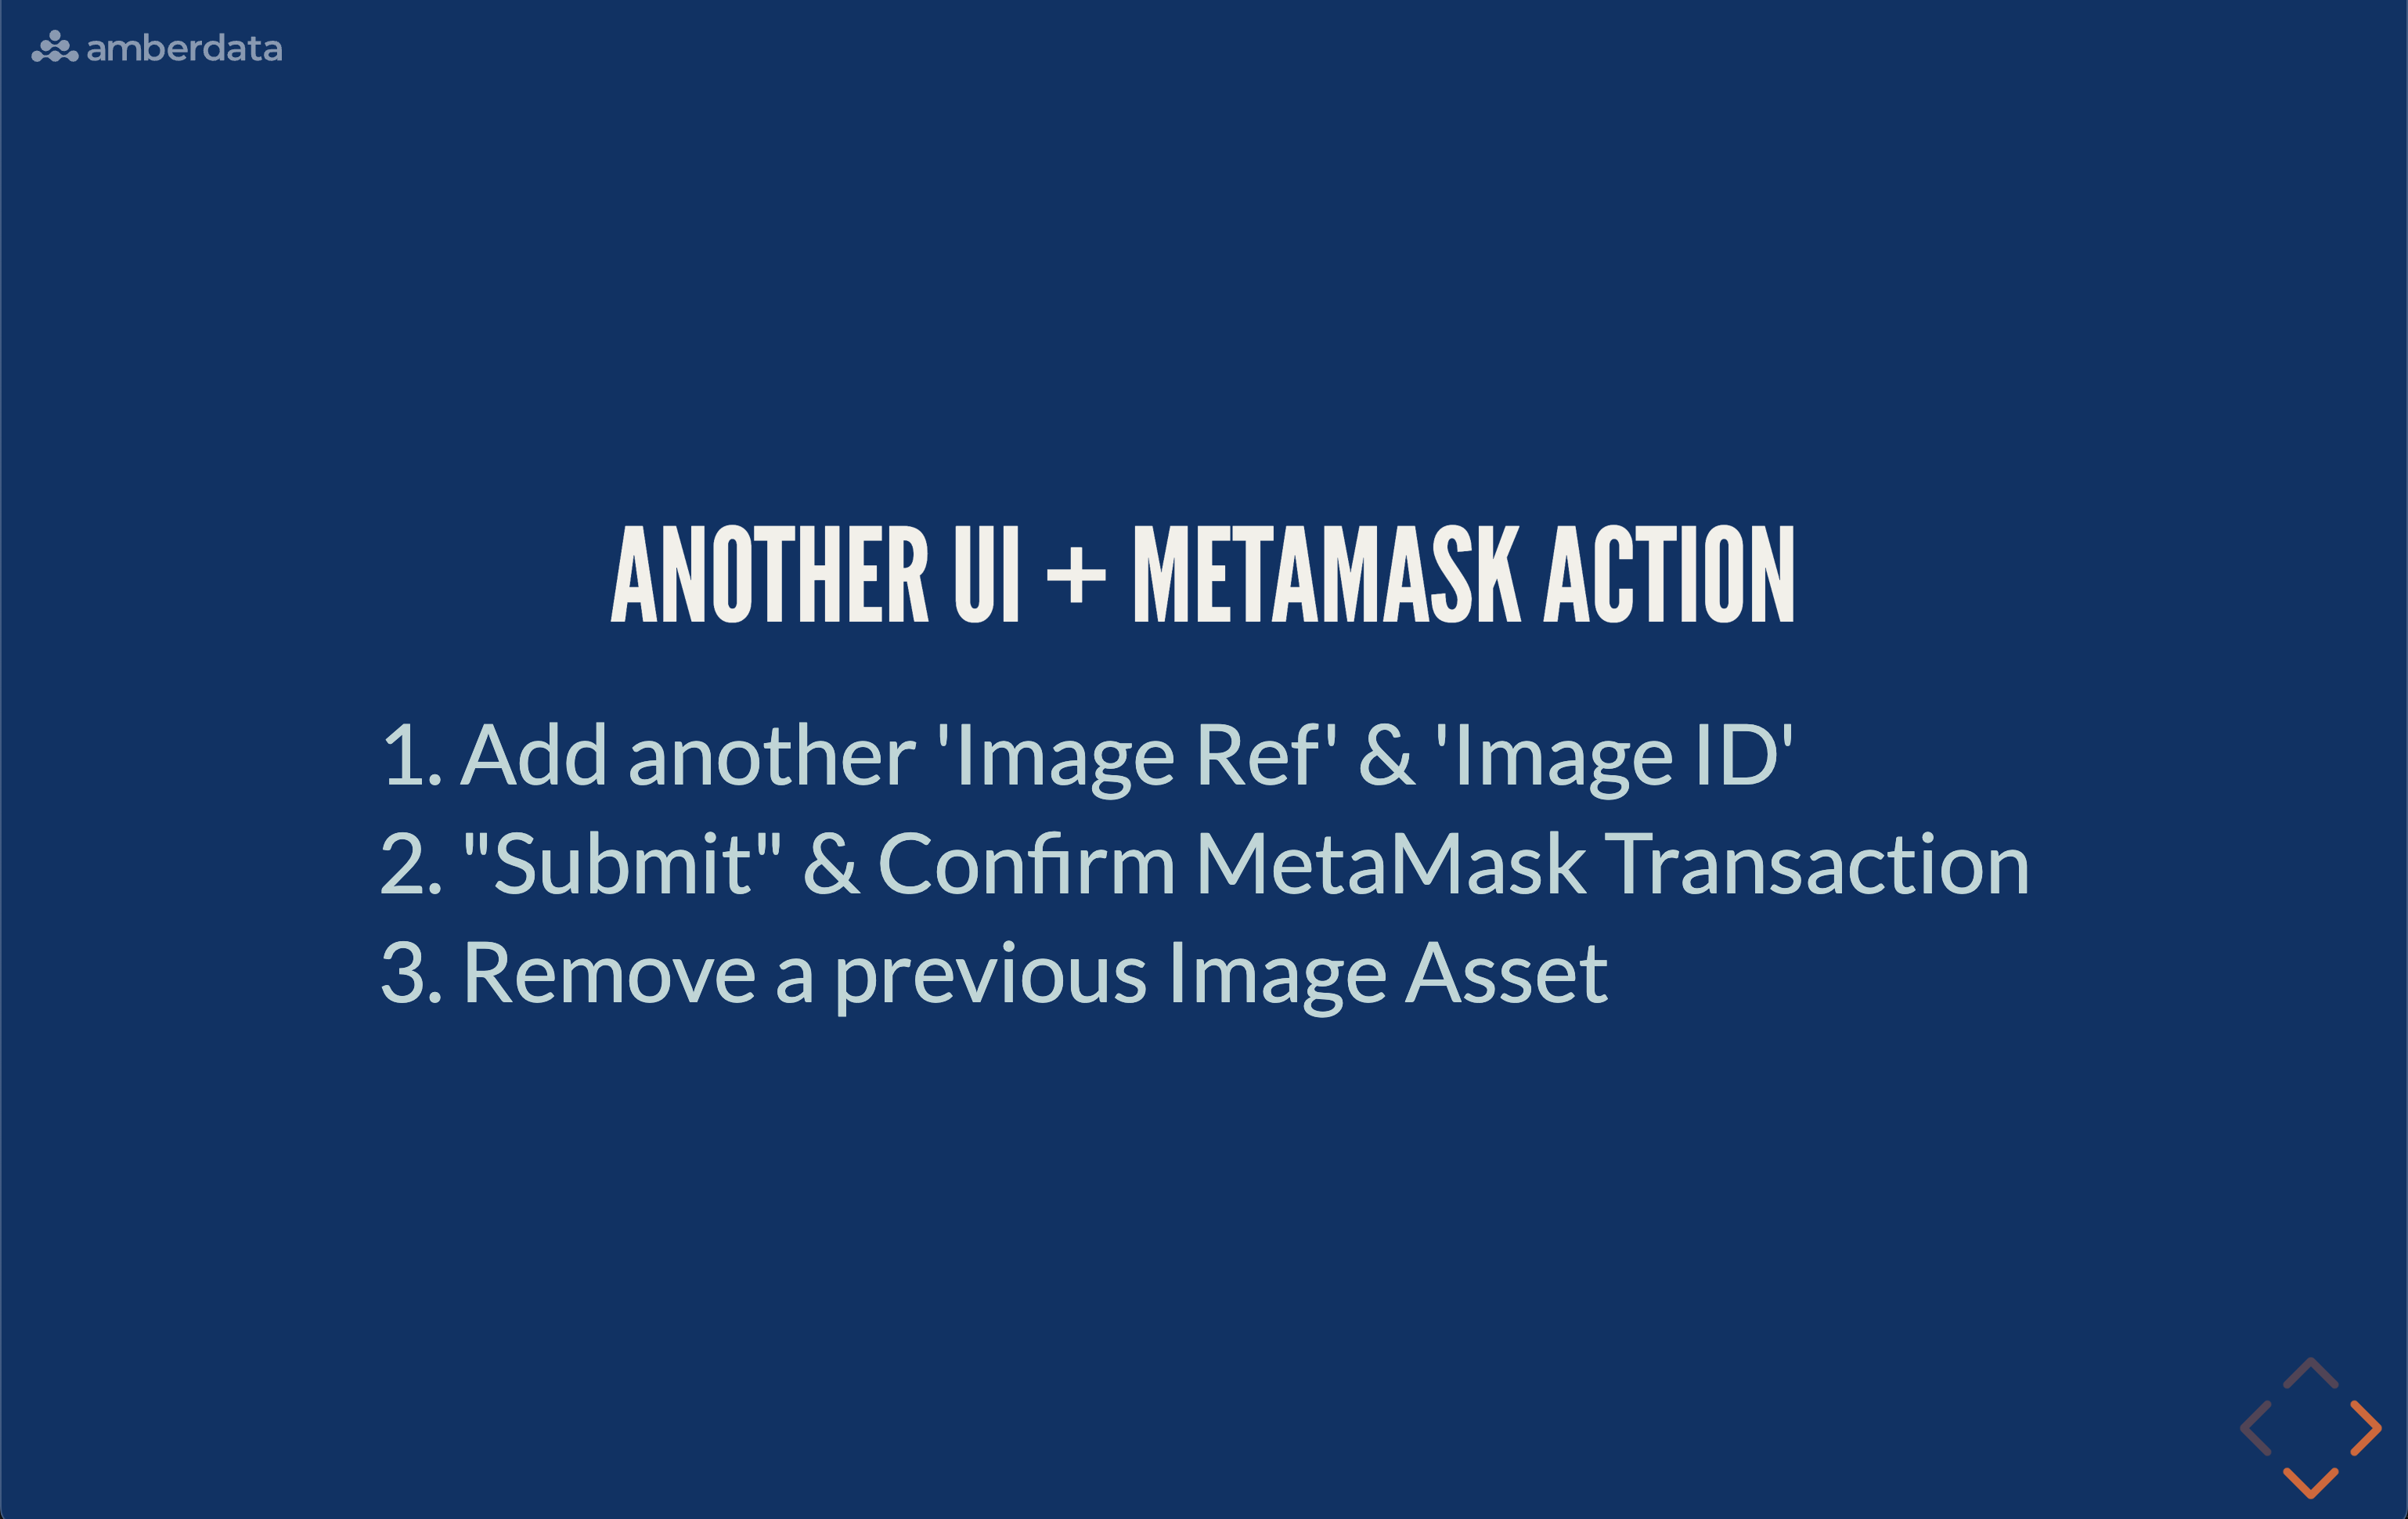 amberdata
ANOTHER UI + METAMASK ACTION
1. Add another 'Image Ref' & 'Image ID'
2. "Submit" & Confirm MetaMask Transaction
3. Remove a previous Image Asset